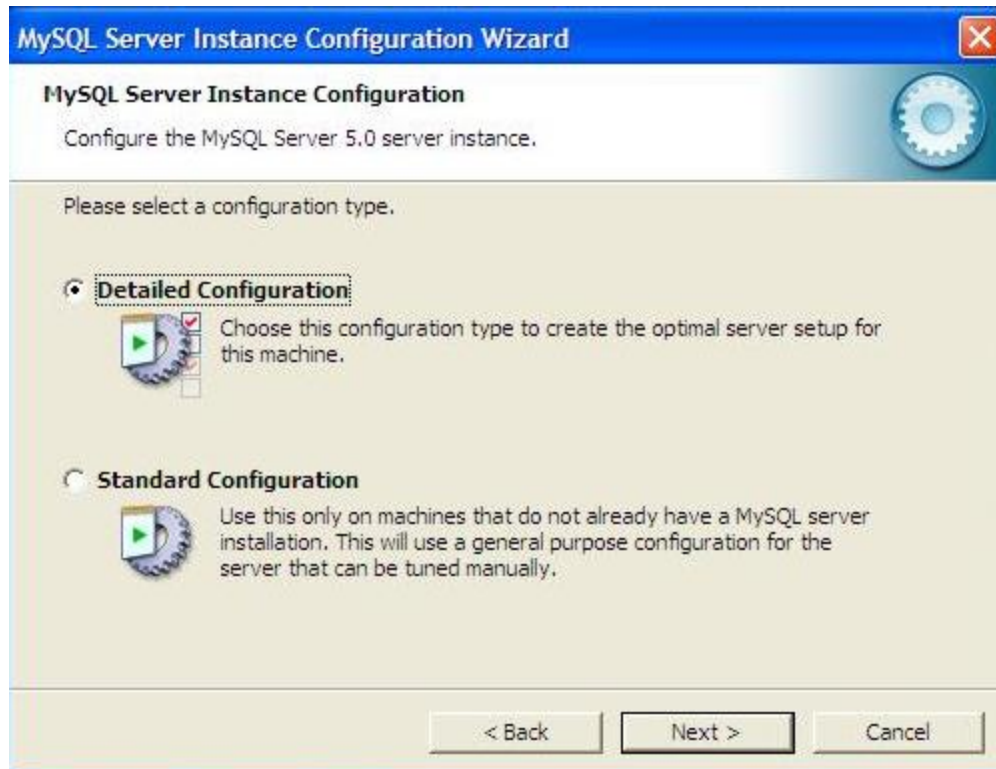 MySQL Server Instance Configuration Wizard
MySQL Server Instance Configuration
Configure the MySQL Server 5.0 server instance.
Please select a configuration type.
Detailed Configuration
Choose this configuration type to create the optimal server setup for
this machine.
Standard Configuration
Use this only on machines that do not already have a MySQL server
installation. This will use a general purpose configuration for the
server that can be tuned manually.
< Back
Next >
Cancel